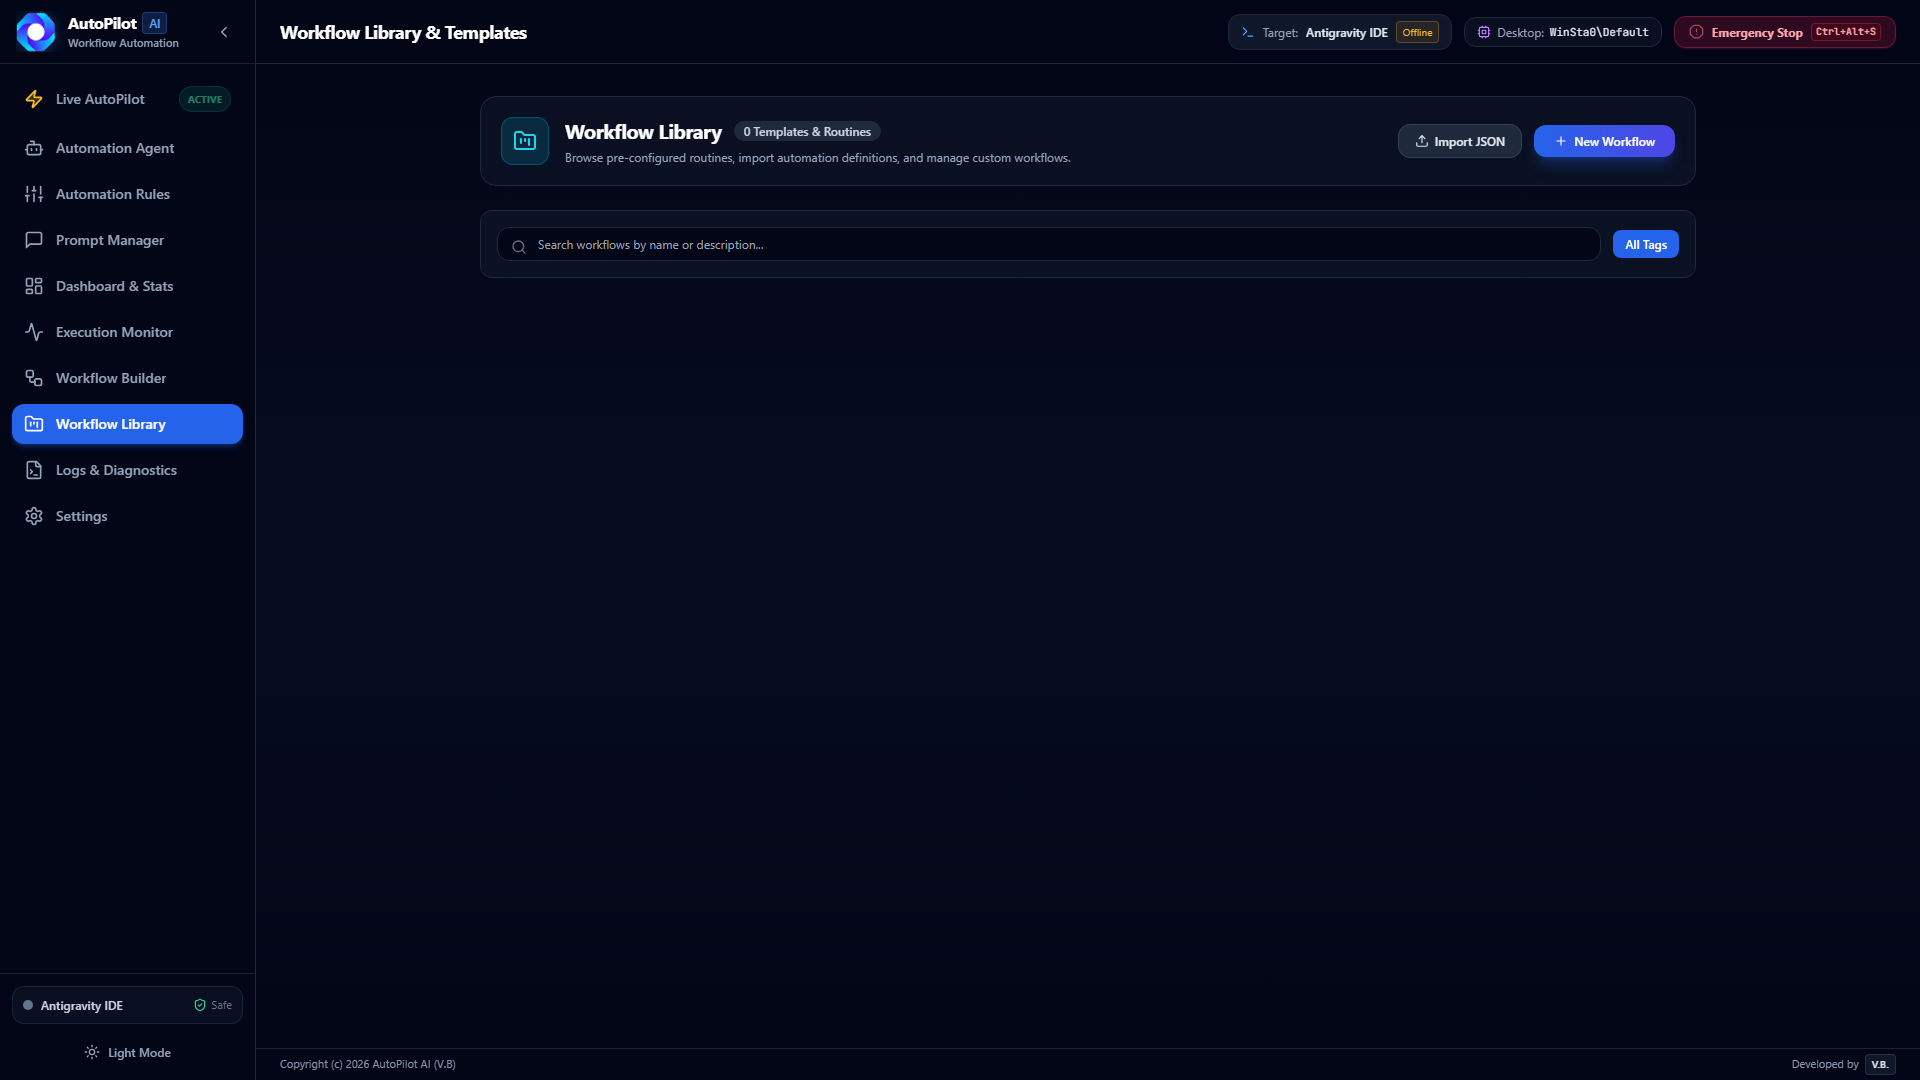 AutoPilot AI
Workflow Automation
Workflow Library & Templates
Target: Antigravity IDE Offline
Desktop: WinSta0\Default
Emergency Stop Ctrl+Alt+S
Live AutoPilot ACTIVE
Automation Agent
Automation Rules
Prompt Manager
Dashboard & Stats
Execution Monitor
Workflow Builder
Workflow Library
Logs & Diagnostics
Settings
Workflow Library 0 Templates & Routines
Browse pre-configured routines, import automation definitions, and manage custom workflows.
Import JSON
New Workflow
Search workflows by name or description...
All Tags
Antigravity IDE Safe
Light Mode
Copyright (c) 2026 AutoPilot AI (V.B)
Developed by V.B.